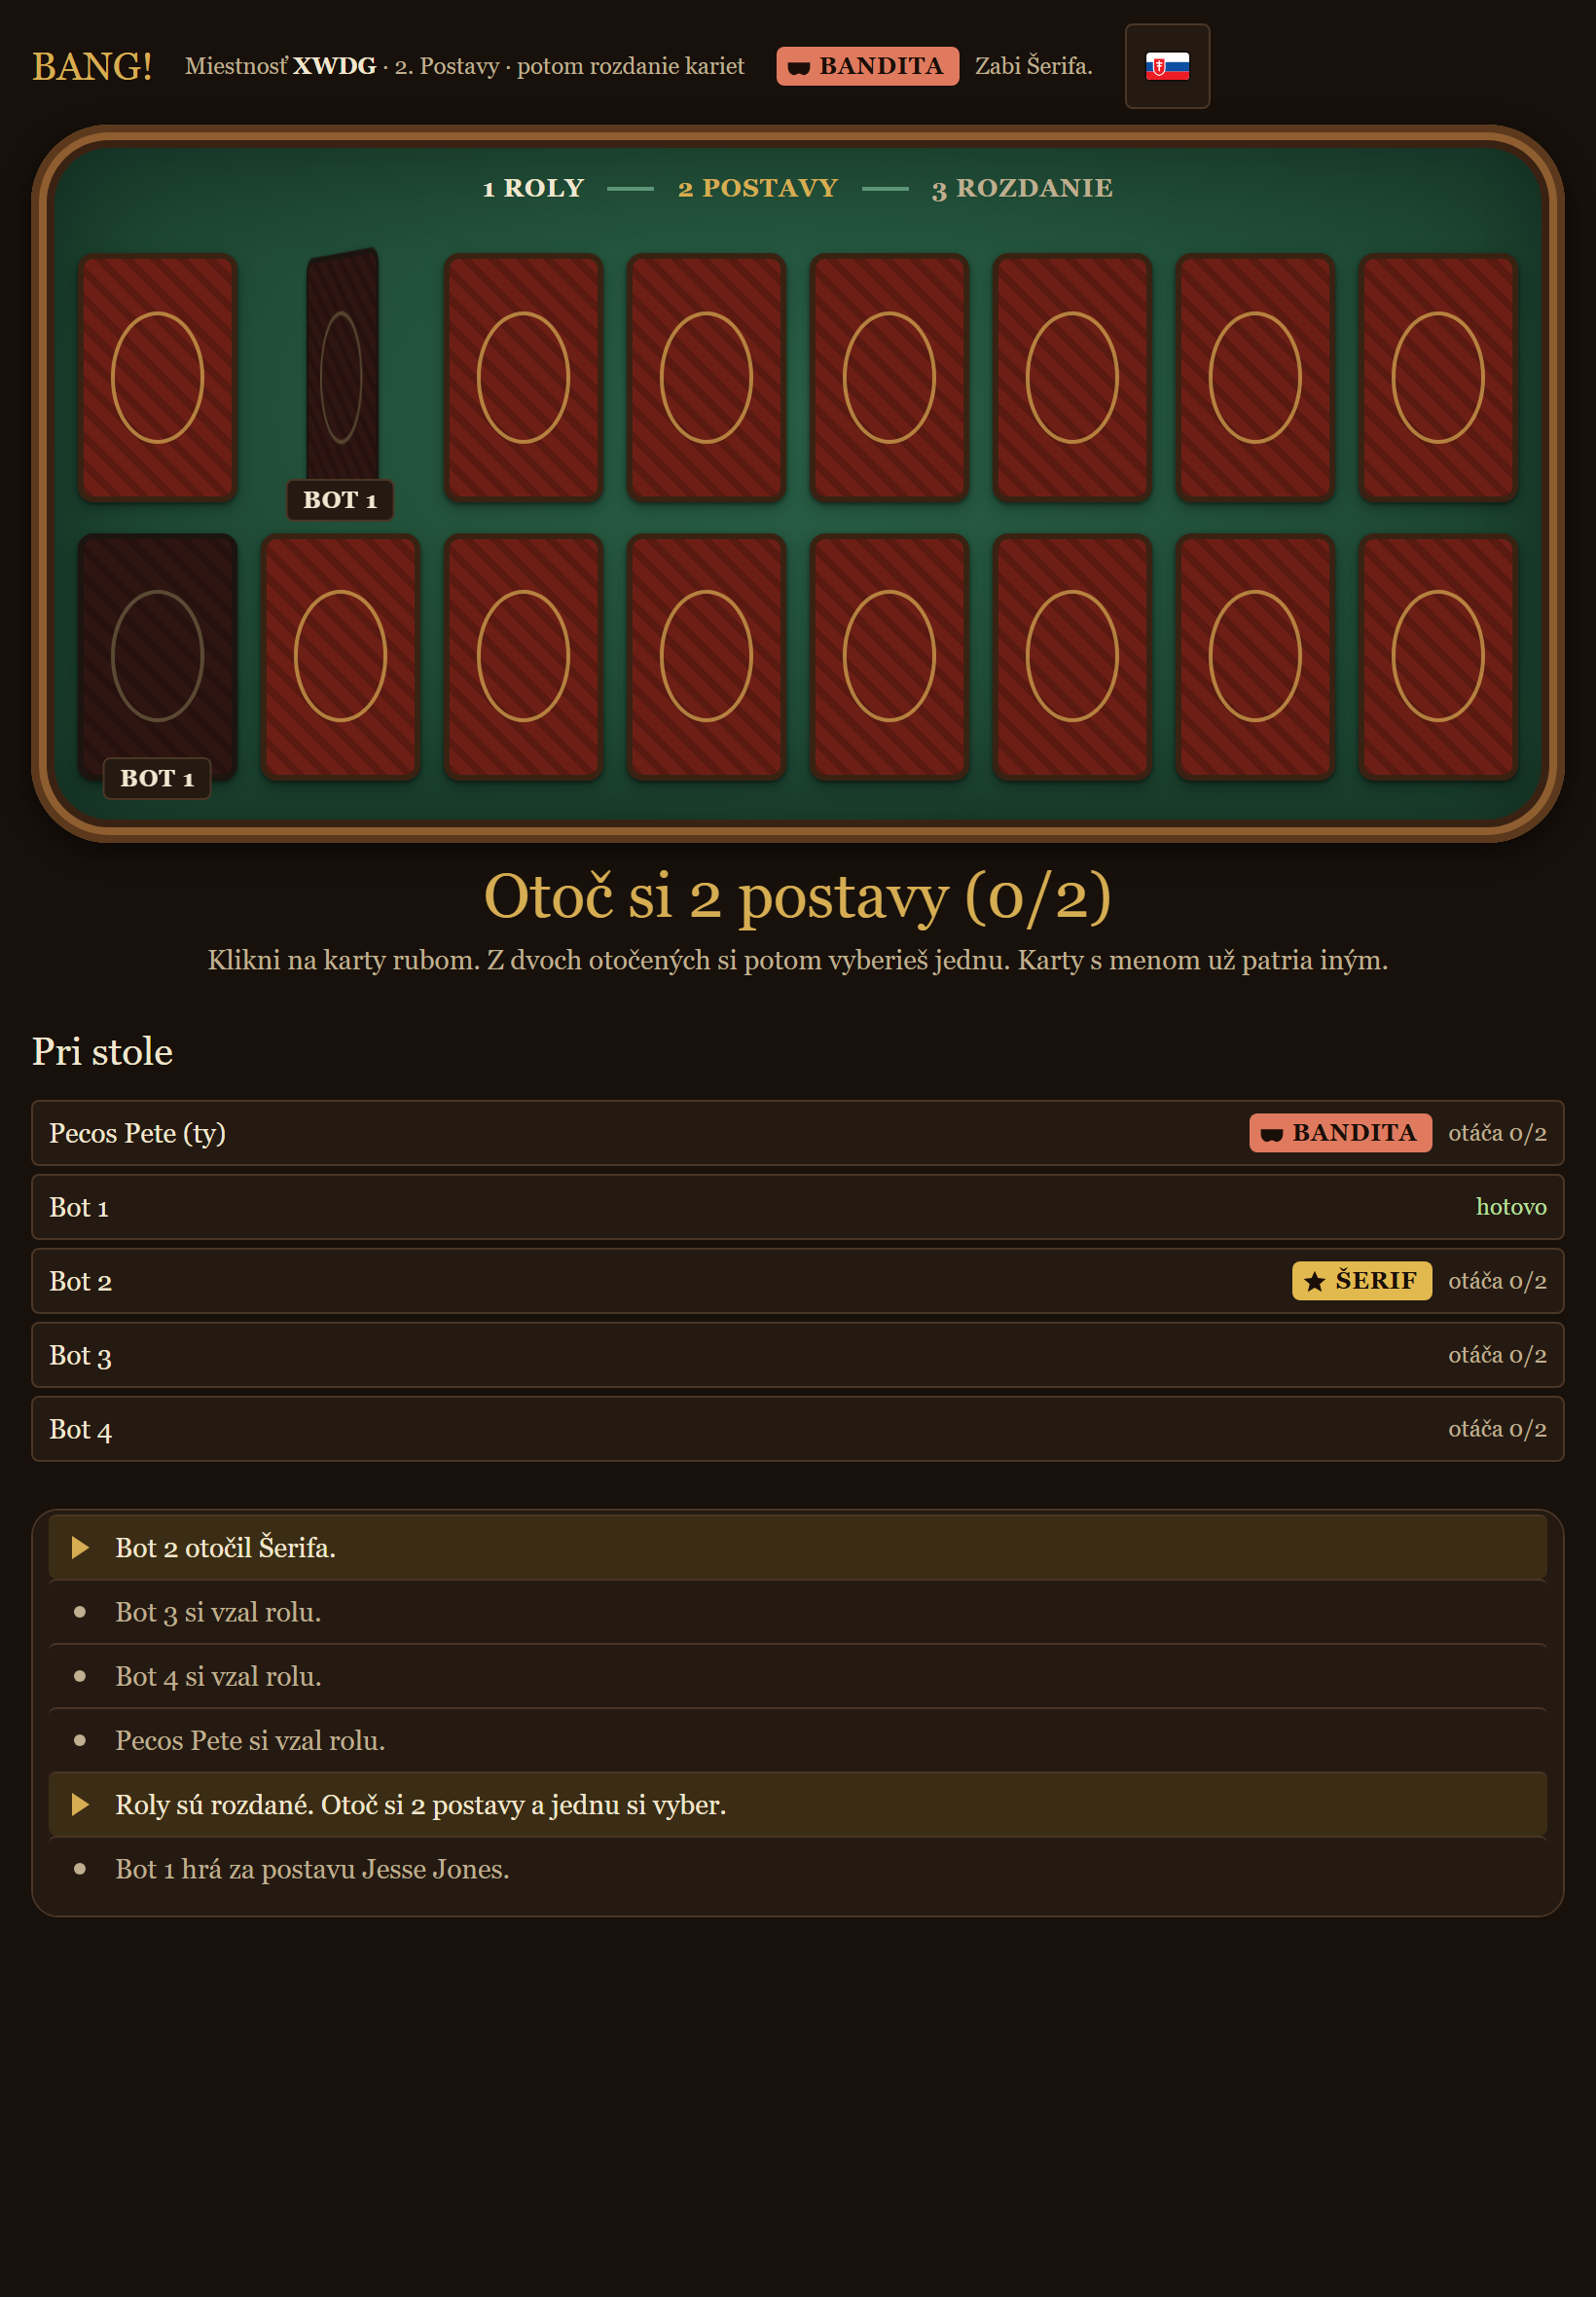 BANG!
Miestnosť XWDG · 2. Postavy · potom rozdanie kariet
BANDITA
Zabi Šerifa.
1 ROLY
2 POSTAVY
3 ROZDANIE
BOT 1
BOT 1
Otoč si 2 postavy (0/2)
Klikni na karty rubom. Z dvoch otočených si potom vyberieš jednu. Karty s menom už patria iným.
Pri stole
Pecos Pete (ty)
BANDITA
otáča 0/2
Bot 1
hotovo
Bot 2
ŠERIF
otáča 0/2
Bot 3
otáča 0/2
Bot 4
otáča 0/2
Bot 2 otočil Šerifa.
Bot 3 si vzal rolu.
Bot 4 si vzal rolu.
Pecos Pete si vzal rolu.
Roly sú rozdané. Otoč si 2 postavy a jednu si vyber.
Bot 1 hrá za postavu Jesse Jones.